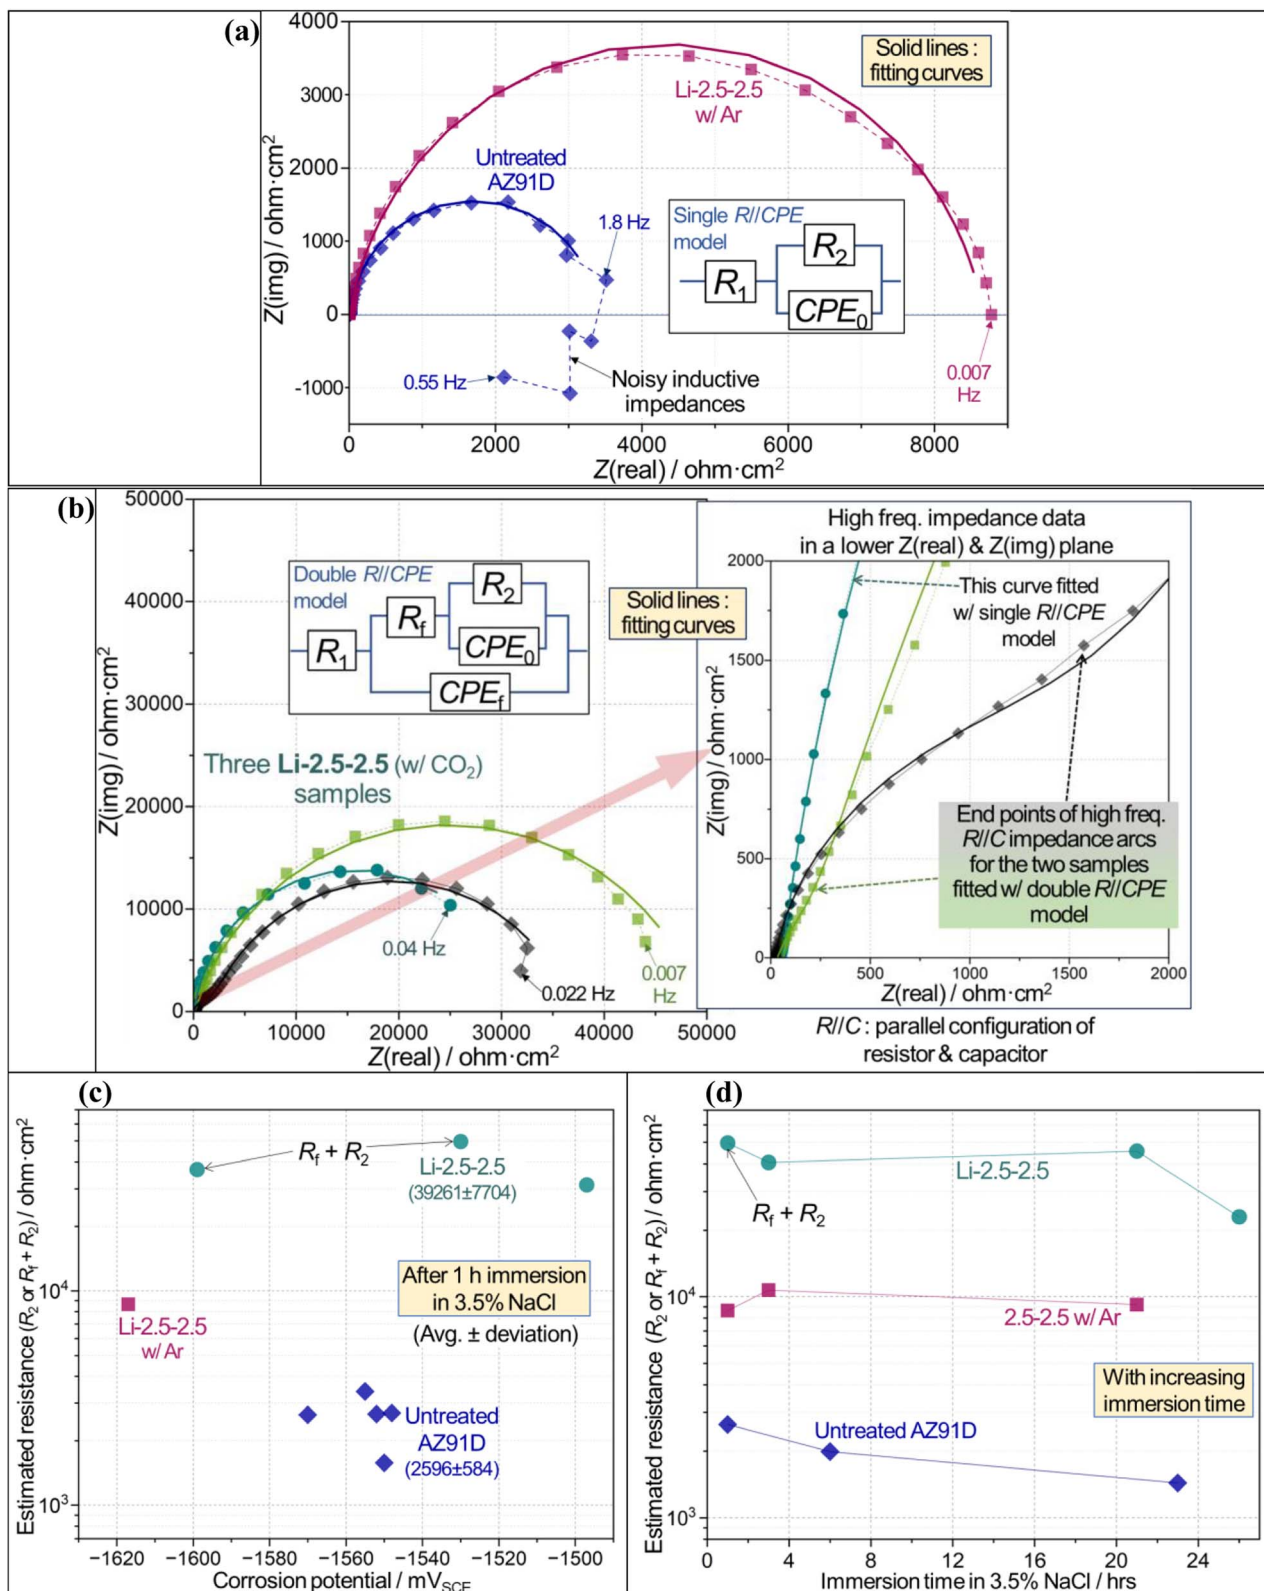 (a)
4000
3000
2000
1000
0
-1000
Z(img) / ohm·cm2
Solid lines :
fitting curves
Li-2.5-2.5
w/ Ar
Untreated
AZ91D
1.8 Hz
Single R//CPE
model
R1
R2
CPE0
0.55 Hz
Noisy inductive
impedances
0.007
Hz
0
2000
4000
6000
8000
Z(real) / ohm·cm2
(b)
50000
40000
30000
20000
10000
0
Z(img) / ohm·cm2
Double R//CPE
model
R1
Rf
R2
CPE0
CPEf
Solid lines :
fitting curves
Three Li-2.5-2.5 (w/ CO2)
samples
0.04 Hz
0.022 Hz
0.007
Hz
0
10000
20000
30000
40000
50000
Z(real) / ohm·cm2
High freq. impedance data
in a lower Z(real) & Z(img) plane
2000
1500
1000
500
0
Z(img) / ohm·cm2
This curve fitted
w/ single R//CPE
model
End points of high freq.
R//C impedance arcs
for the two samples
fitted w/ double R//CPE
model
0
500
1000
1500
2000
Z(real) / ohm·cm2
R//C : parallel configuration of
resistor & capacitor
(c)
Estimated resistance (R2 or Rf + R2) / ohm·cm2
104
103
Rf + R2
Li-2.5-2.5
(39261±7704)
After 1 h immersion
in 3.5% NaCl
(Avg. ± deviation)
Li-2.5-2.5
w/ Ar
Untreated
AZ91D
(2596±584)
−1620
−1600
−1580
−1560
−1540
−1520
−1500
Corrosion potential / mVSCE
(d)
Estimated resistance (R2 or Rf + R2) / ohm·cm2
104
103
Rf + R2
Li-2.5-2.5
2.5-2.5 w/ Ar
With increasing
immersion time
Untreated AZ91D
0
4
8
12
16
20
24
Immersion time in 3.5% NaCl / hrs